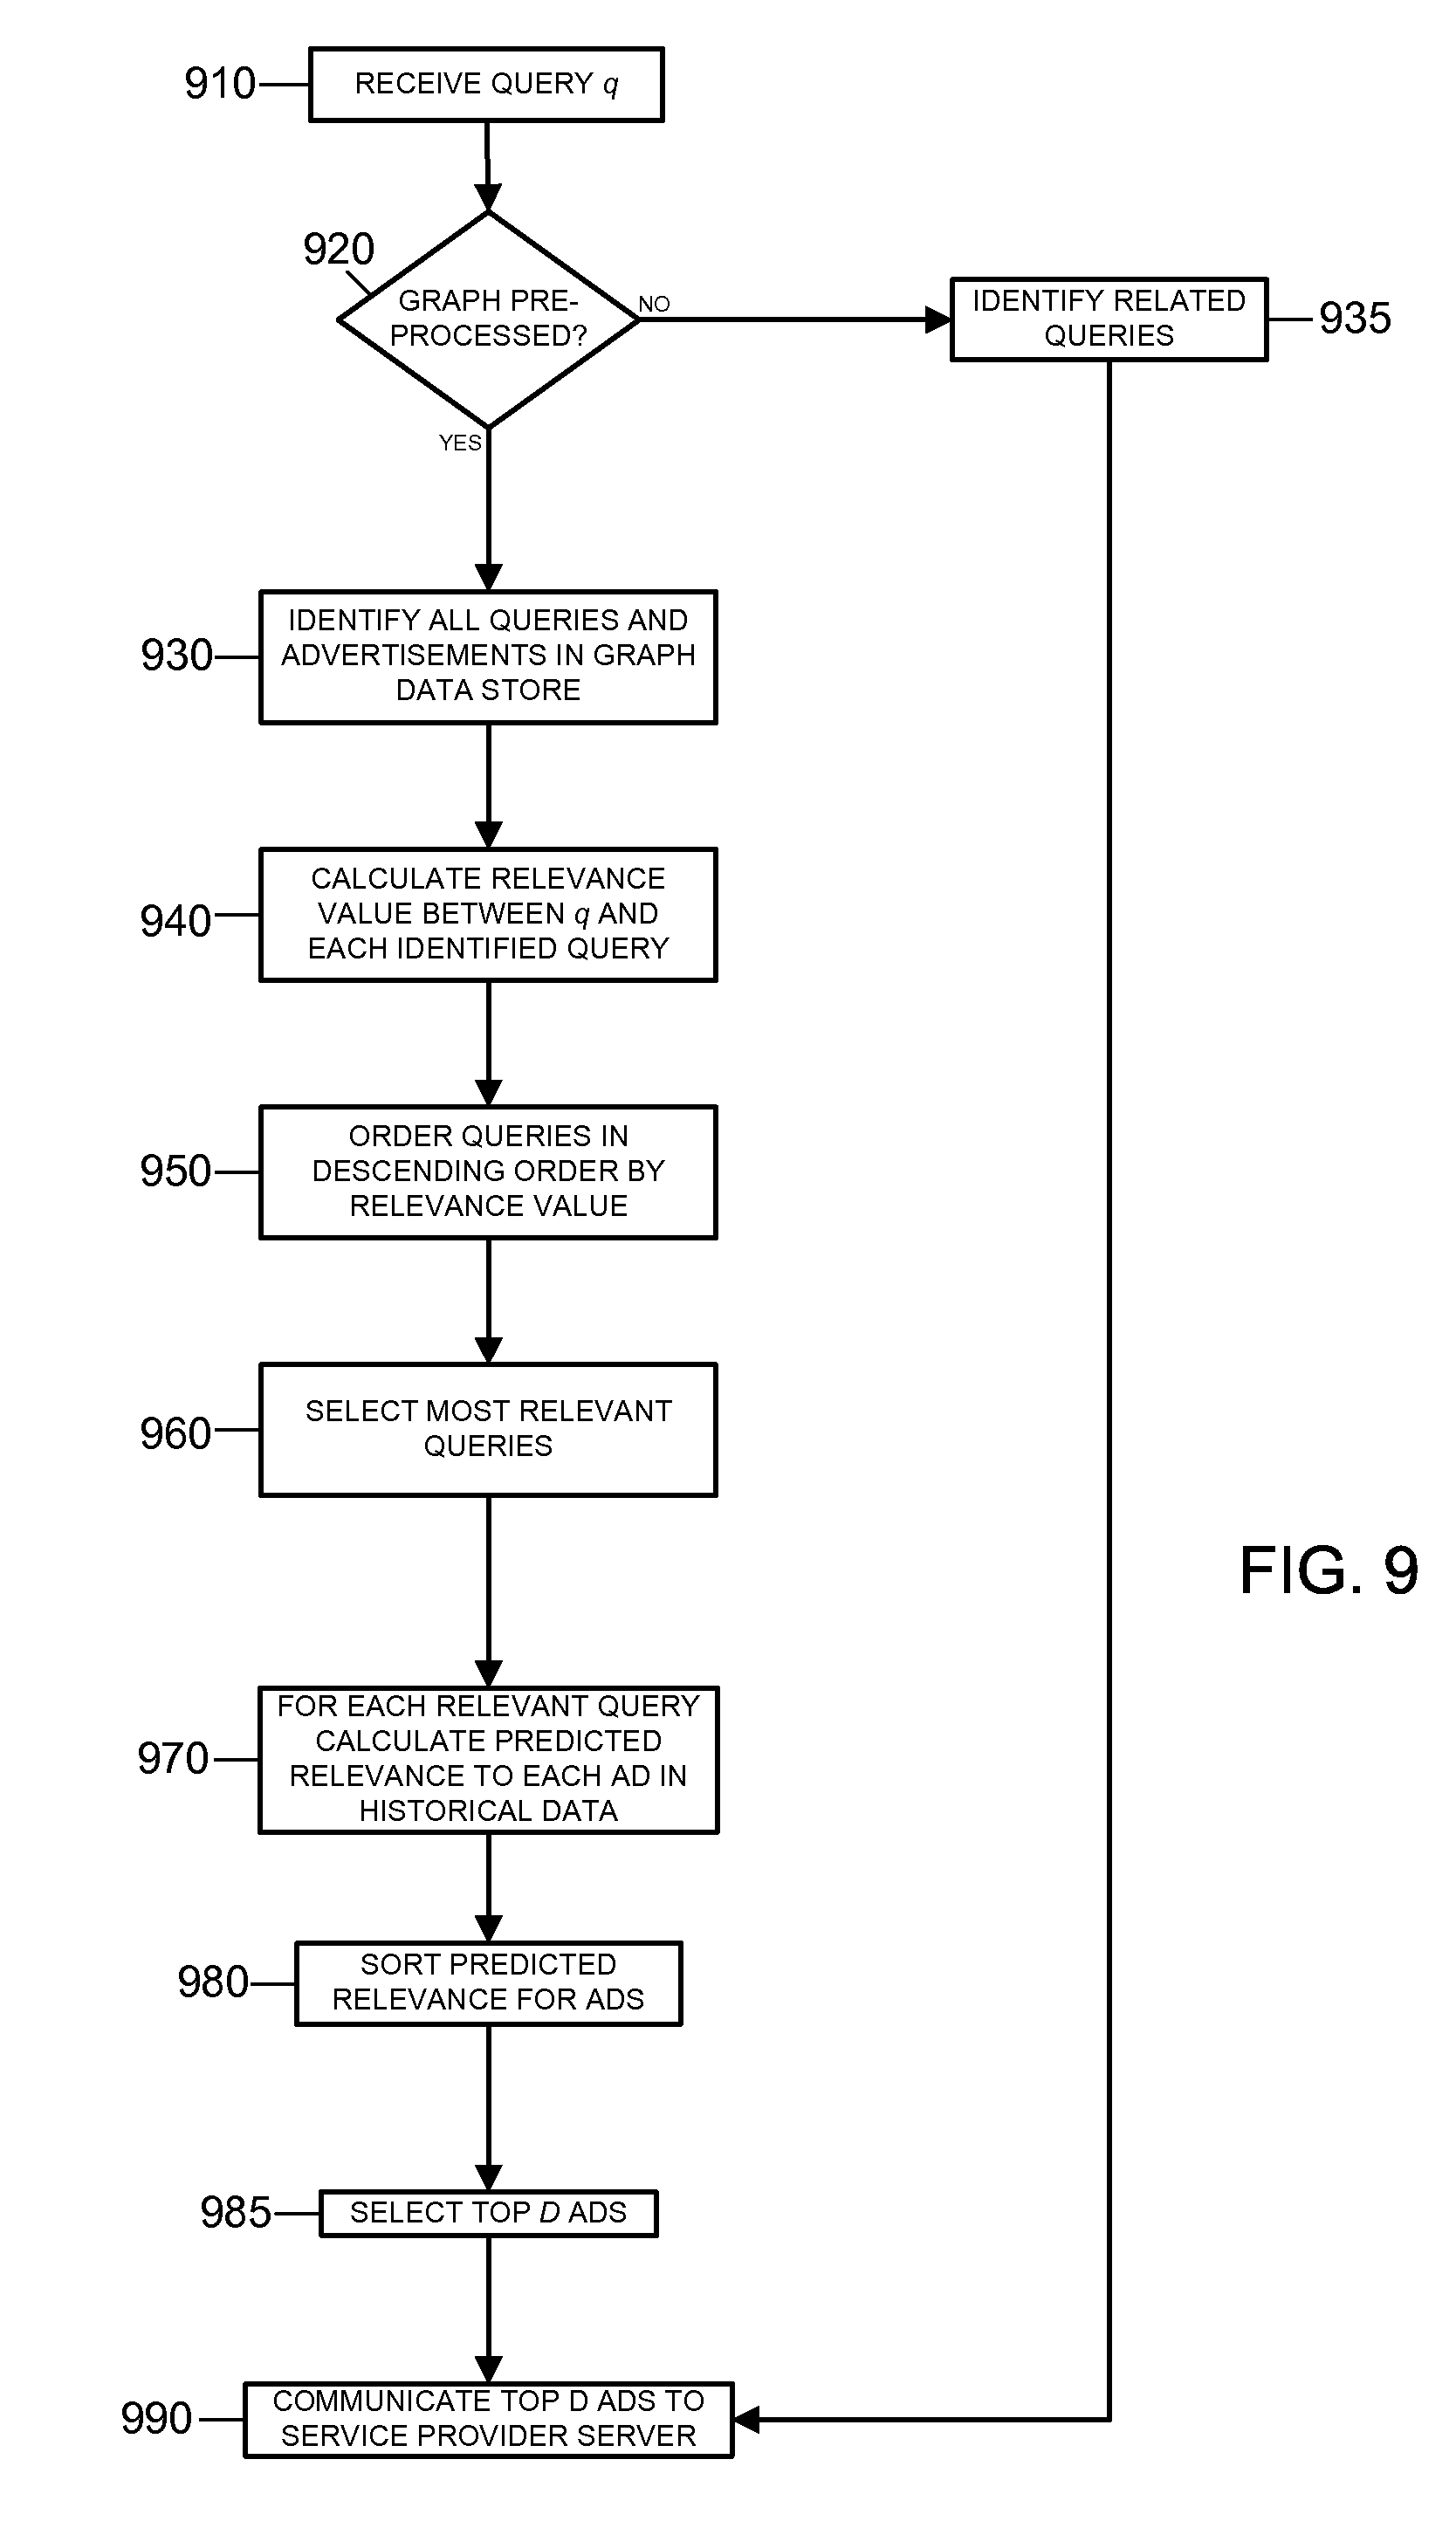 910
RECEIVE QUERY q
920
GRAPH PRE-
PROCESSED?
NO
IDENTIFY RELATED
QUERIES
935
YES
930
IDENTIFY ALL QUERIES AND
ADVERTISEMENTS IN GRAPH
DATA STORE
940
CALCULATE RELEVANCE
VALUE BETWEEN q AND
EACH IDENTIFIED QUERY
950
ORDER QUERIES IN
DESCENDING ORDER BY
RELEVANCE VALUE
960
SELECT MOST RELEVANT
QUERIES
FIG. 9
970
FOR EACH RELEVANT QUERY
CALCULATE PREDICTED
RELEVANCE TO EACH AD IN
HISTORICAL DATA
980
SORT PREDICTED
RELEVANCE FOR ADS
985
SELECT TOP D ADS
990
COMMUNICATE TOP D ADS TO
SERVICE PROVIDER SERVER